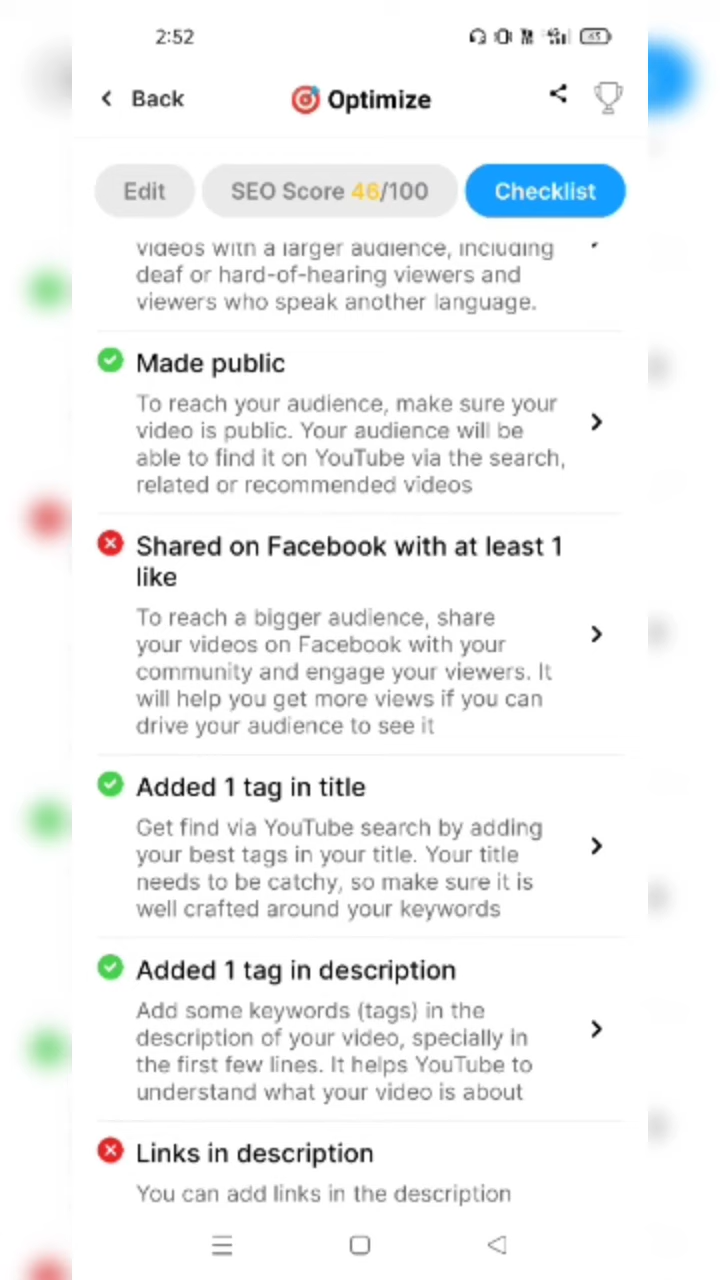 2:52
Back
Optimize
Edit
SEO Score 46/100
Checklist
videos with a larger audience, including
deaf or hard-of-hearing viewers and
viewers who speak another language.
Made public
To reach your audience, make sure your
video is public. Your audience will be
able to find it on YouTube via the search,
related or recommended videos
Shared on Facebook with at least 1
like
To reach a bigger audience, share
your videos on Facebook with your
community and engage your viewers. It
will help you get more views if you can
drive your audience to see it
Added 1 tag in title
Get find via YouTube search by adding
your best tags in your title. Your title
needs to be catchy, so make sure it is
well crafted around your keywords
Added 1 tag in description
Add some keywords (tags) in the
description of your video, specially in
the first few lines. It helps YouTube to
understand what your video is about
Links in description
You can add links in the description